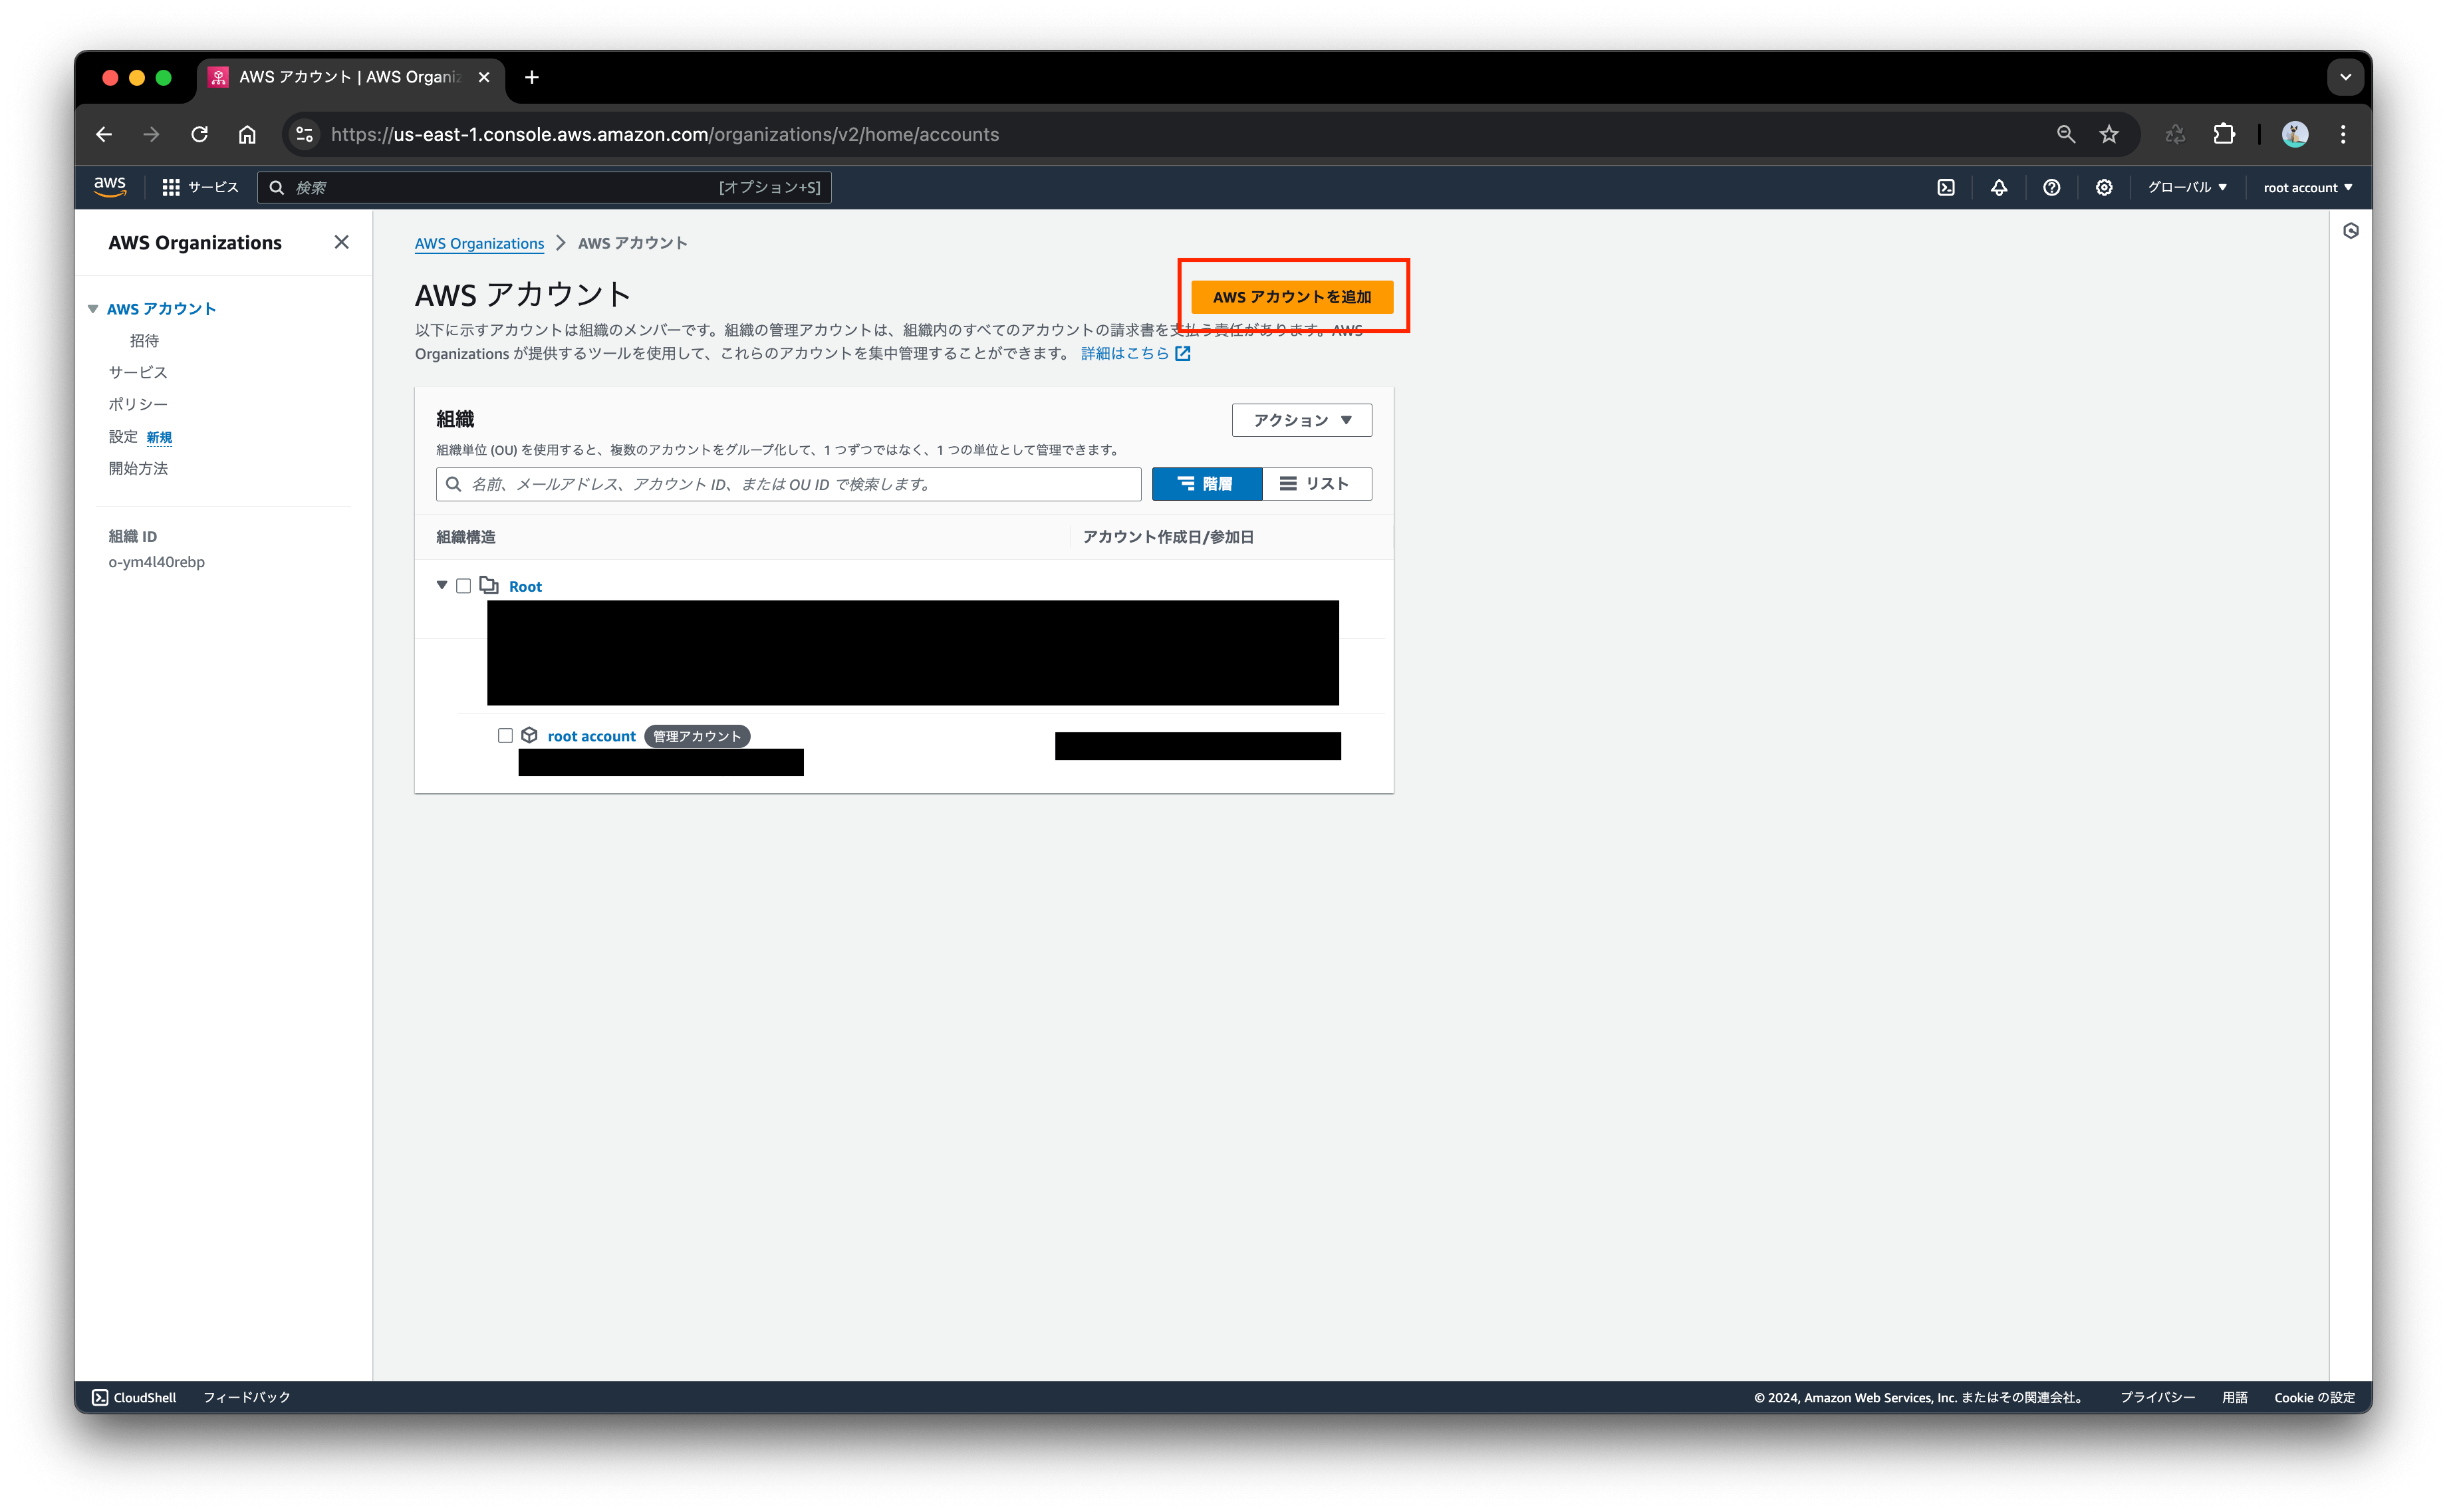 AWS アカウント | AWS Organiz
https://us-east-1.console.aws.amazon.com/organizations/v2/home/accounts
aws
サービス
検索
[オプション+S]
グローバル
root account
AWS Organizations
AWS アカウント
招待
サービス
ポリシー
設定 新規
開始方法
組織 ID
o-ym4l40rebp
AWS Organizations > AWS アカウント
AWS アカウント
AWS アカウントを追加
以下に示すアカウントは組織のメンバーです。組織の管理アカウントは、組織内のすべてのアカウントの請求書を支払う責任があります。AWS
Organizations が提供するツールを使用して、これらのアカウントを集中管理することができます。 詳細はこちら
組織
アクション
組織単位 (OU) を使用すると、複数のアカウントをグループ化して、1 つずつではなく、1 つの単位として管理できます。
名前、メールアドレス、アカウント ID、または OU ID で検索します。
階層
リスト
組織構造
アカウント作成日/参加日
Root
root account 管理アカウント
CloudShell
フィードバック
© 2024, Amazon Web Services, Inc. またはその関連会社。
プライバシー
用語
Cookie の設定